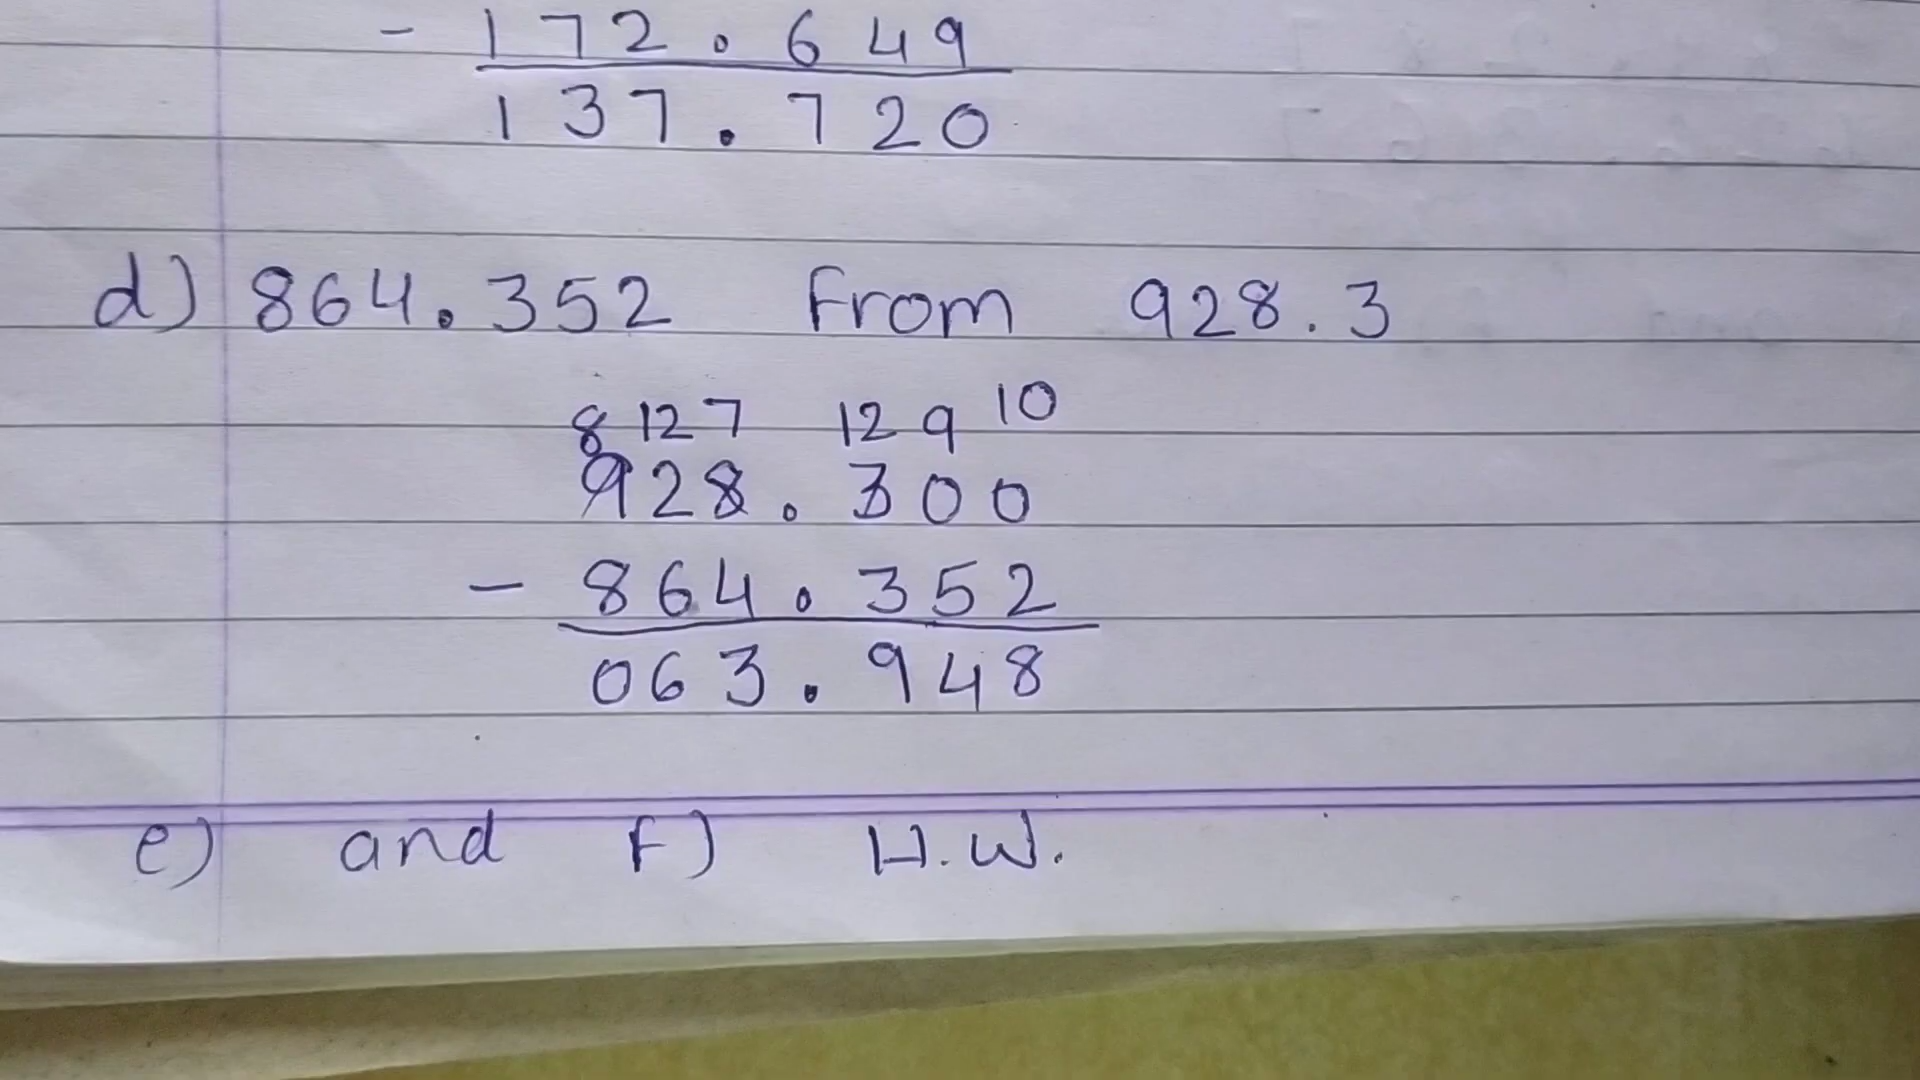 - 172.649
137.720
d) 864.352 From 928.3
8 12 7 12 9 10
928.300
- 864.352
063.948
e) and F) H.W.